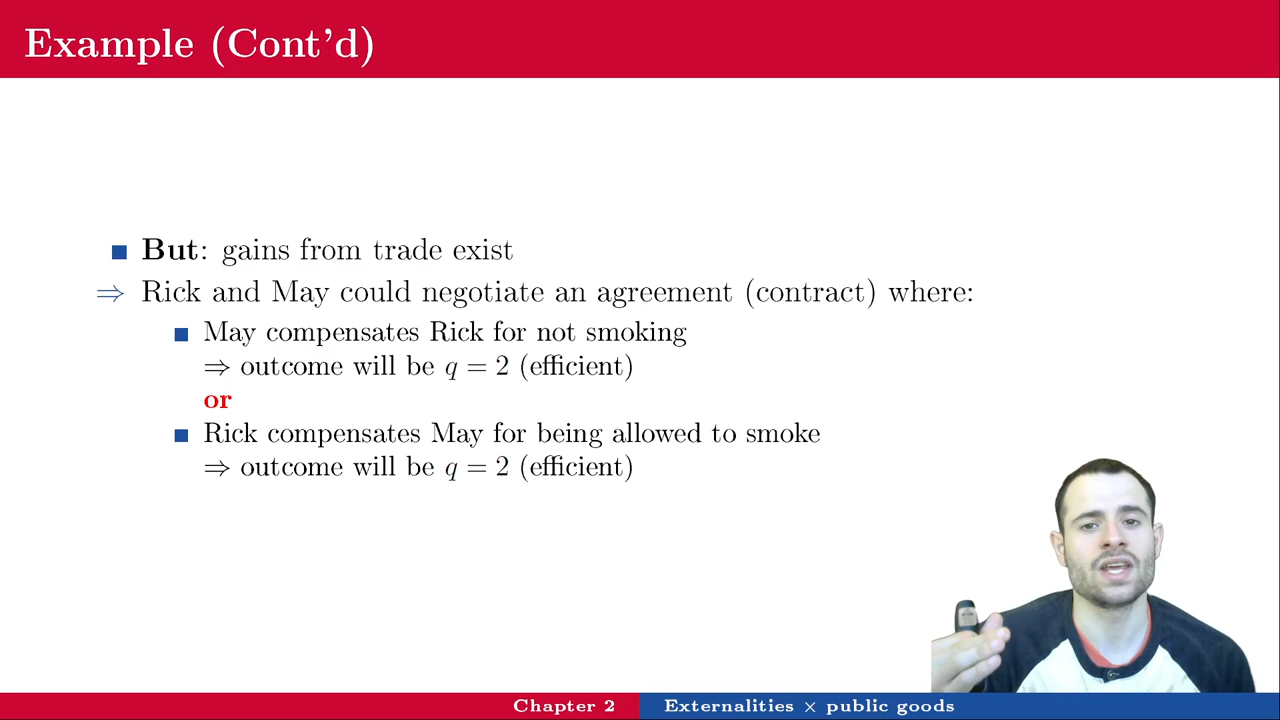 Example (Cont'd)
But: gains from trade exist
⇒ Rick and May could negotiate an agreement (contract) where:
May compensates Rick for not smoking
⇒ outcome will be q = 2 (efficient)
or
Rick compensates May for being allowed to smoke
⇒ outcome will be q = 2 (efficient)
Chapter 2 Externalities × public goods